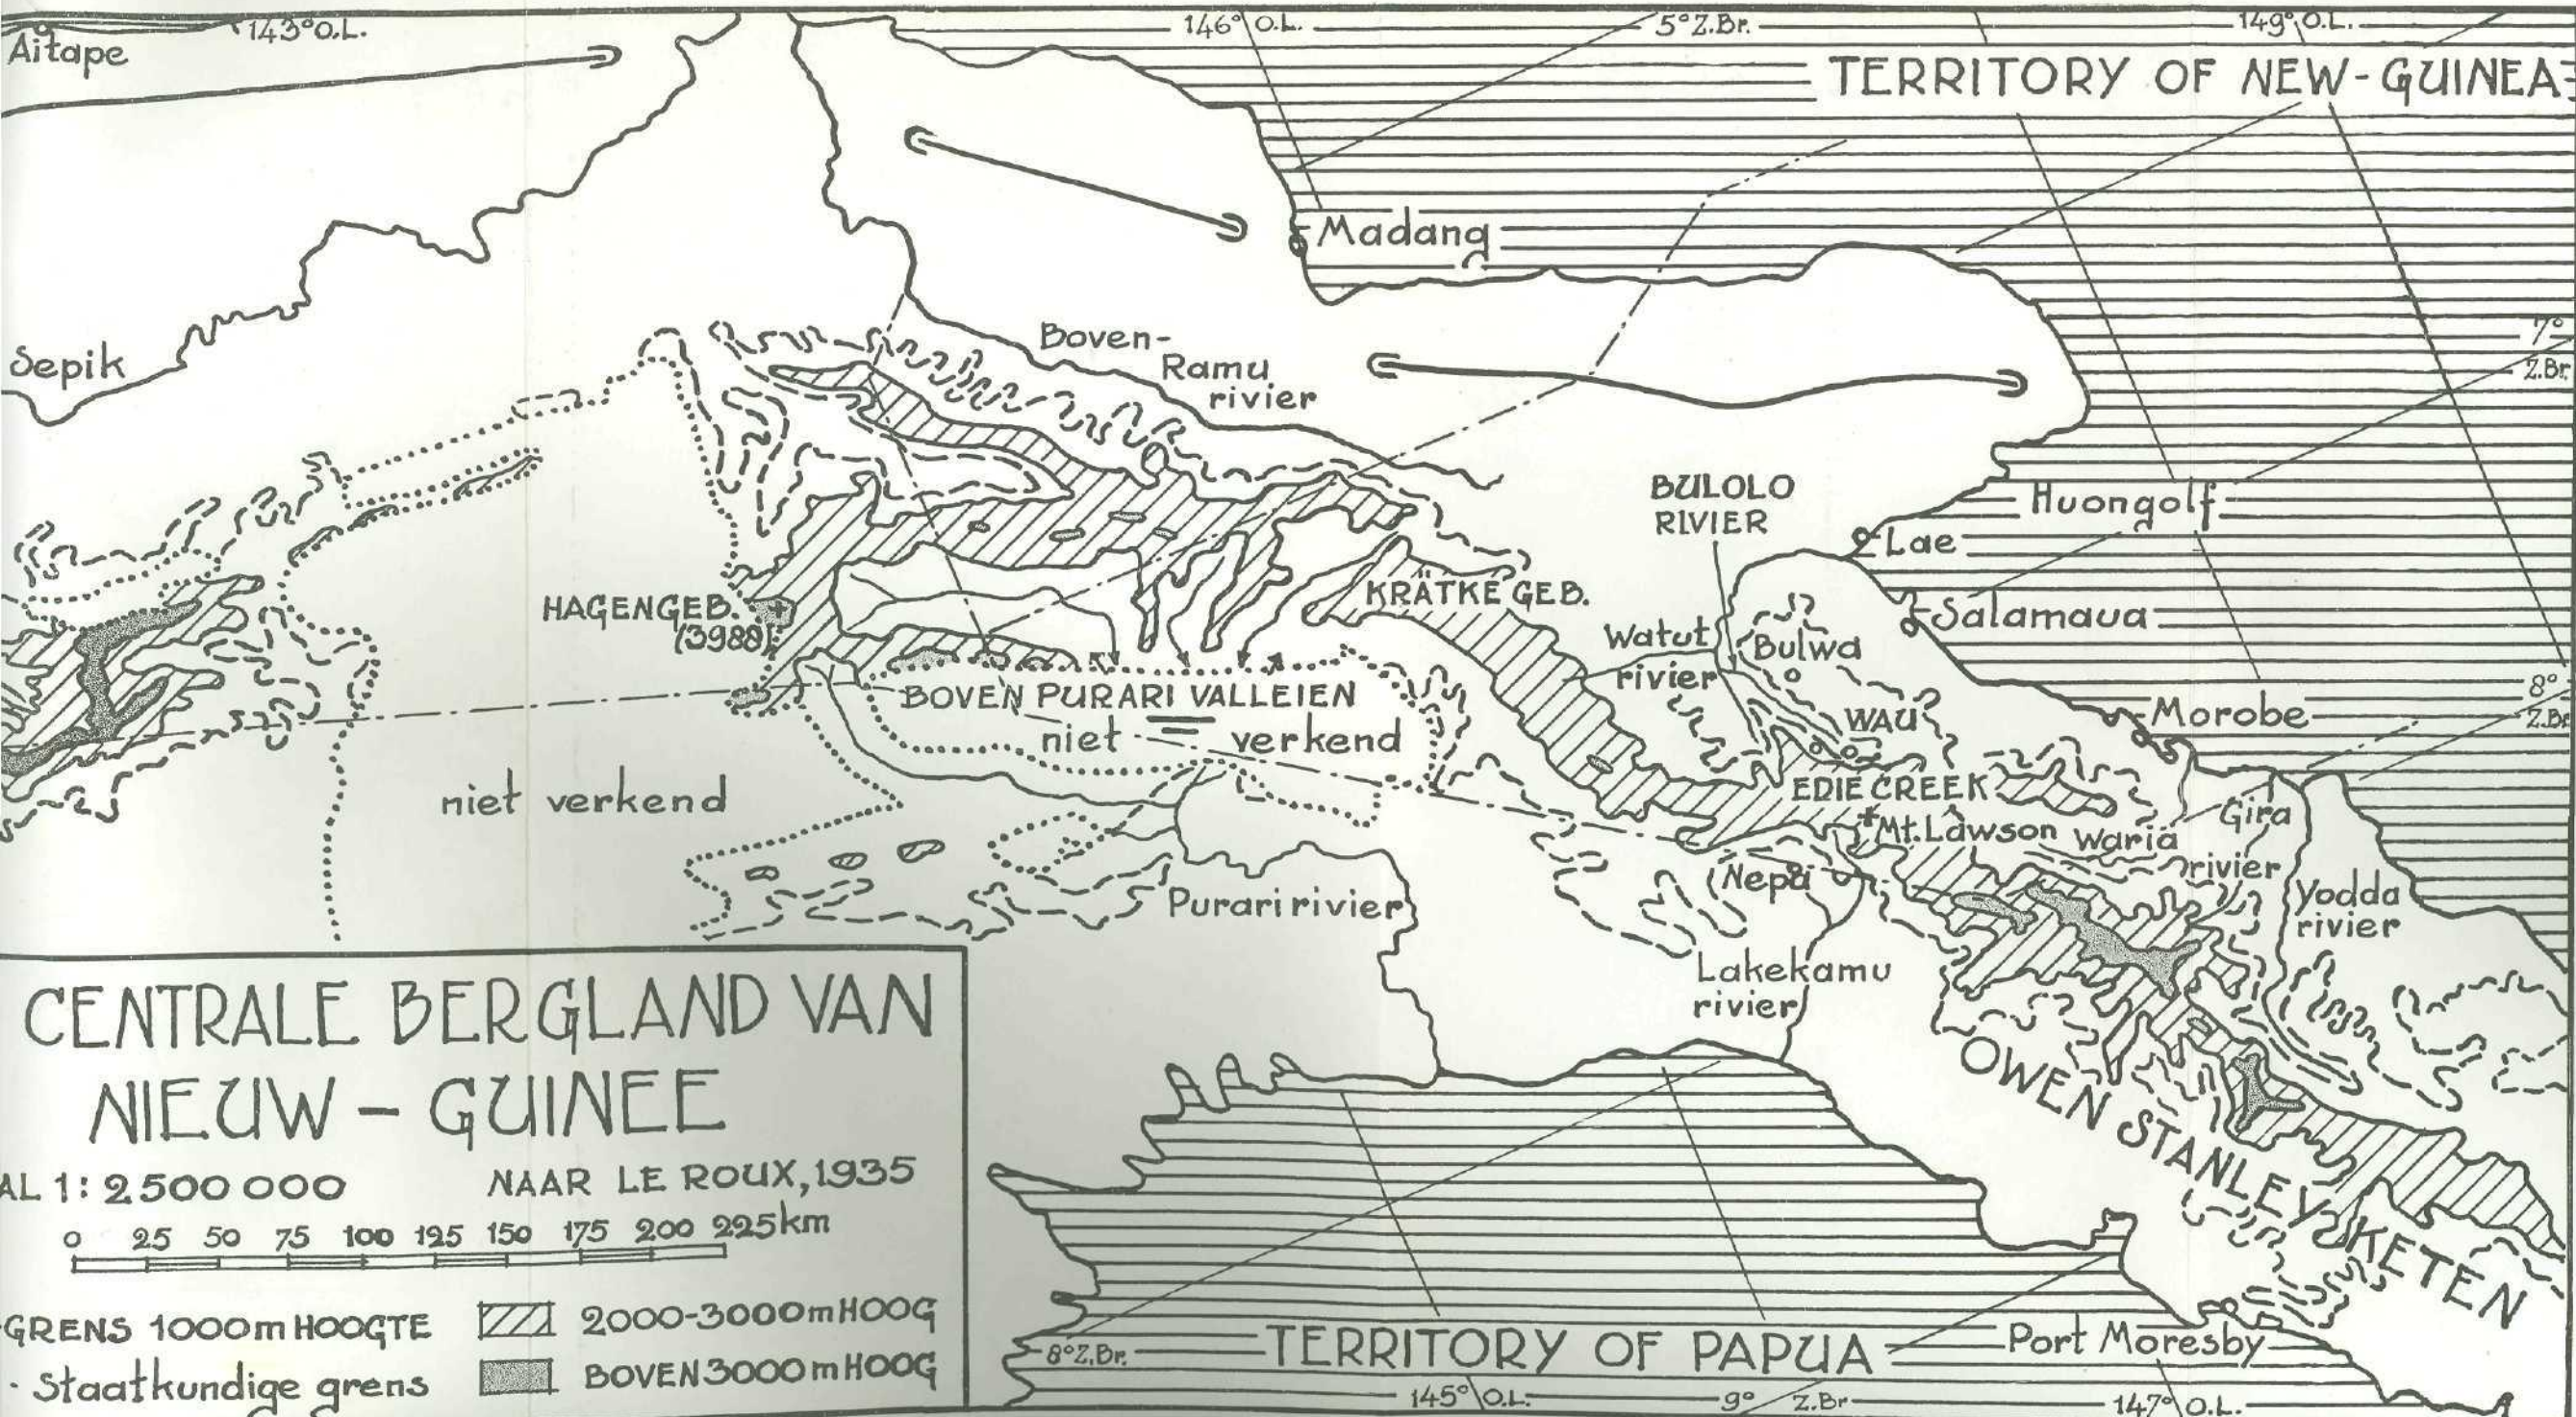 143° O.L.
146° O.L.
5° Z.Br.
149° O.L.
Aitape
TERRITORY OF NEW-GUINEA
Madang
Sepik
Boven-
Ramu
rivier
7°
Z.Br.
BULOLO
RIVIER
Huongolf
Lae
HAGENGEB.
(3988)
KRÄTKE GEB.
Salamaua
Watut
rivier
Bulwa
BOVEN PURARI VALLEIEN
niet verkend
WAU
Morobe
8°
Z.Br
niet verkend
EDIE CREEK
Mt. Lawson
Waria
rivier
Gira
Nepa
Yodda
rivier
Purari rivier
Lakekamu
rivier
OWEN STANLEY KETEN
CENTRALE BERGLAND VAN
NIEUW-GUINEE
AL 1: 2500 000
NAAR LE ROUX, 1935
0 25 50 75 100 125 150 175 200 225 km
GRENS 1000m HOOGTE
2000-3000m HOOG
· Staatkundige grens
BOVEN 3000m HOOG
8° Z.Br.
TERRITORY OF PAPUA
Port Moresby
145° O.L.
9° Z.Br
147° O.L.